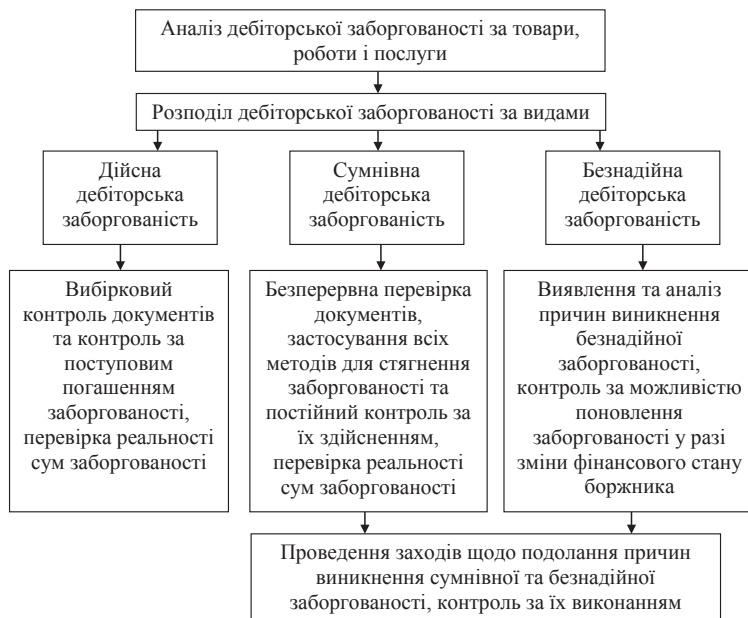 Аналіз дебіторської заборгованості за товари,
роботи і послуги
Розподіл дебіторської заборгованості за видами
Дійсна
дебіторська
заборгованість
Сумнівна
дебіторська
заборгованість
Безнадійна
дебіторська
заборгованість
Вибірковий
контроль документів
та контроль за
поступовим
погашенням
заборгованості,
перевірка реальності
сум заборгованості
Безперервна перевірка
документів,
застосування всіх
методів для стягнення
заборгованості та
постійний контроль за
їх здійсненням,
перевірка реальності
сум заборгованості
Виявлення та аналіз
причин виникнення
безнадійної
заборгованості,
контроль за можливістю
поновлення
заборгованості у разі
зміни фінансового стану
боржника
Проведення заходів щодо подолання причин
виникнення сумнівної та безнадійної
заборгованості, контроль за їх виконанням